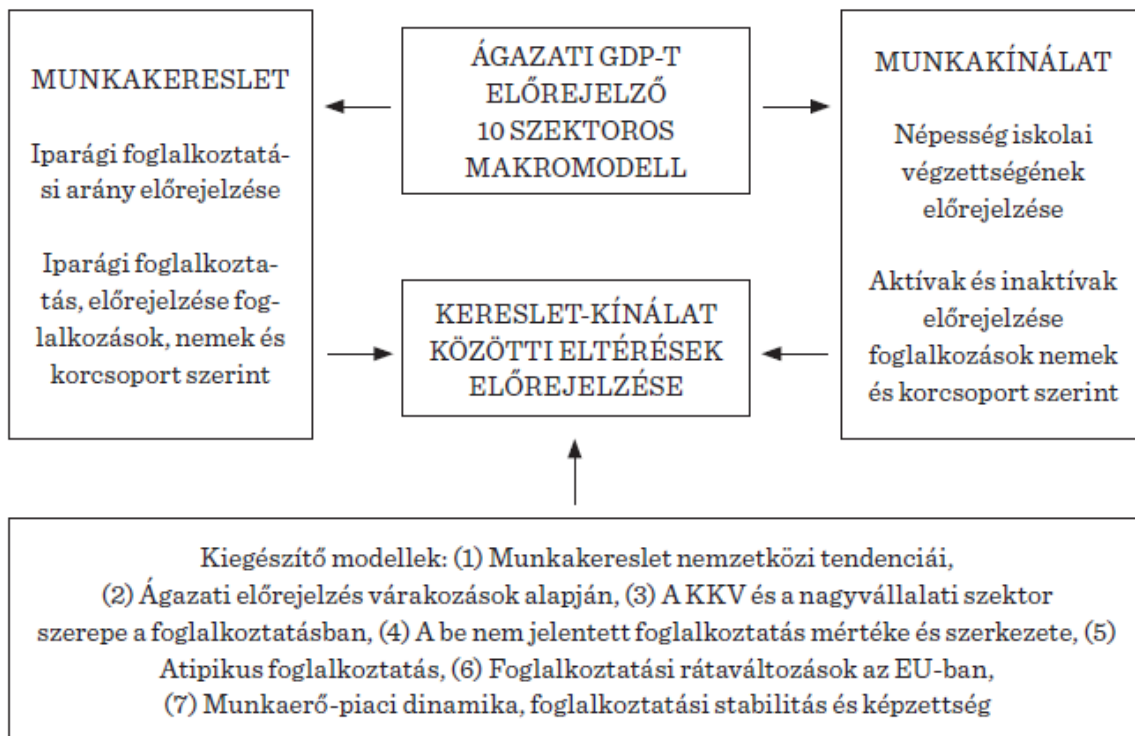 MUNKAKERESLET
Iparági foglalkoztatá-
si arány előrejelzése
Iparági foglalkozta-
tás, előrejelzése fog-
lalkozások, nemek és
korcsoport szerint
ÁGAZATI GDP-T
ELŐREJELZŐ
10 SZEKTOROS
MAKROMODELL
KERESLET-KÍNÁLAT
KÖZÖTTI ELTÉRÉSEK
ELŐREJELZÉSE
MUNKAKÍNÁLAT
Népesség iskolai
végzettségének
előrejelzése
Aktívak és inaktívak
előrejelzése
foglalkozások nemek
és korcsoport szerint
Kiegészítő modellek: (1) Munkakereslet nemzetközi tendenciái,
(2) Ágazati előrejelzés várakozások alapján, (3) A KKV és a nagyvállalati szektor
szerepe a foglalkoztatásban, (4) A be nem jelentett foglalkoztatás mértéke és szerkezete, (5)
Atipikus foglalkoztatás, (6) Foglalkoztatási rátaváltozások az EU-ban,
(7) Munkaerő-piaci dinamika, foglalkoztatási stabilitás és képzettség